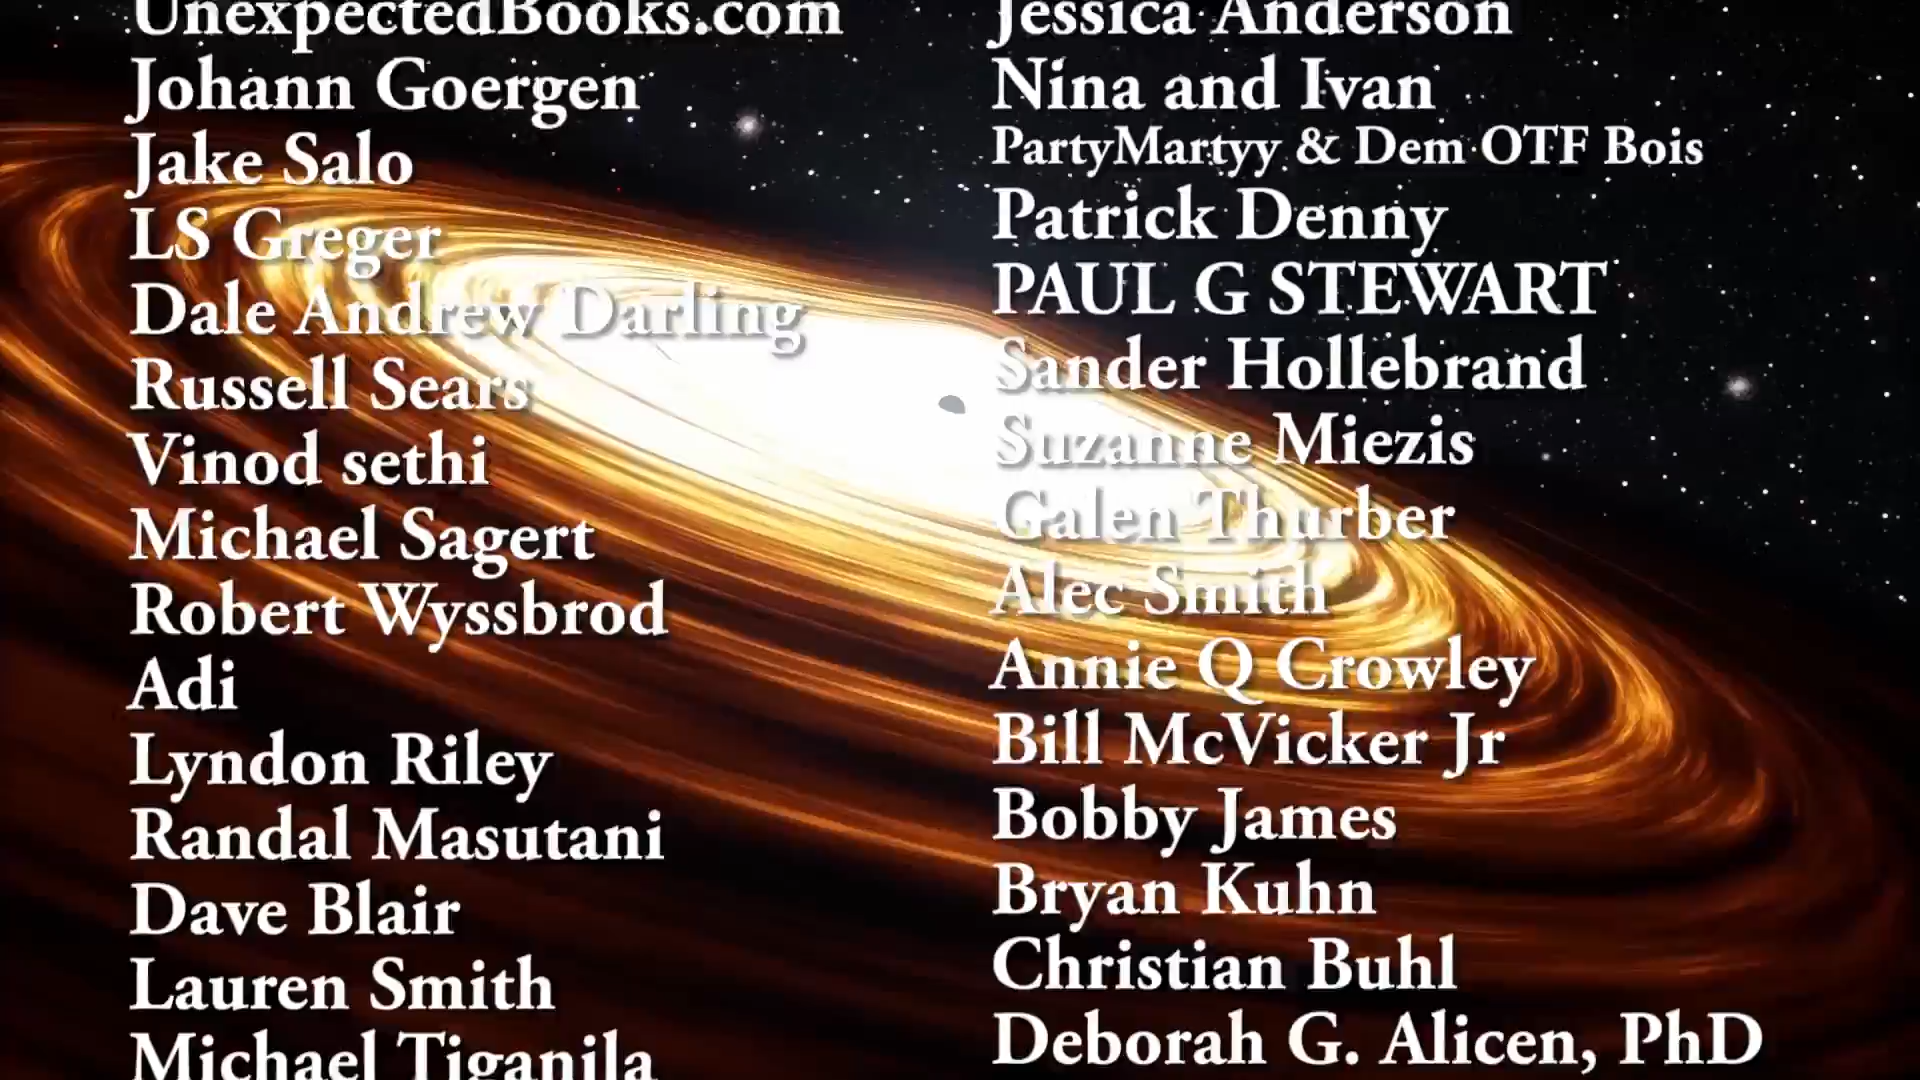 UnexpectedBooks.com
Johann Goergen
Jake Salo
LS Greger
Dale Andrew Darling
Russell Sears
Vinod sethi
Michael Sagert
Robert Wyssbrod
Adi
Lyndon Riley
Randal Masutani
Dave Blair
Lauren Smith
Michael Tiganila
Jessica Anderson
Nina and Ivan
PartyMartyy & Dem OTF Bois
Patrick Denny
PAUL G STEWART
Sander Hollebrand
Suzanne Miezis
Galen Thurber
Alec Smith
Annie Q Crowley
Bill McVicker Jr
Bobby James
Bryan Kuhn
Christian Buhl
Deborah G. Alicen, PhD